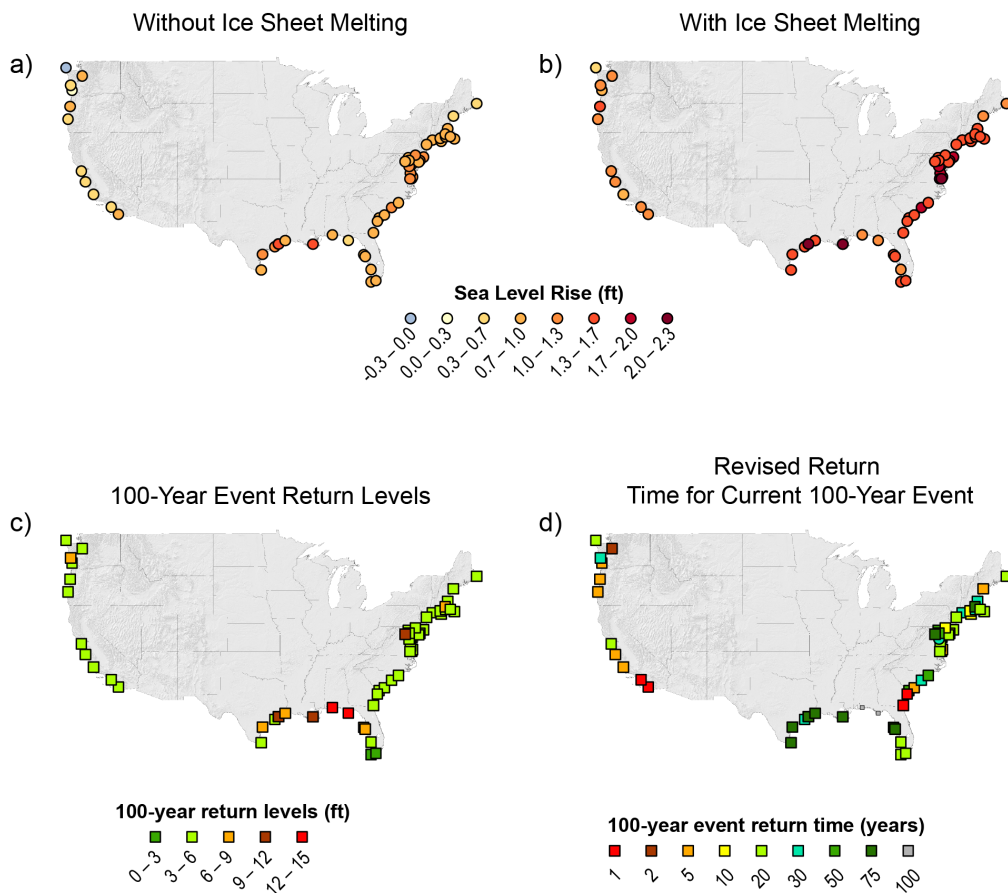 Without Ice Sheet Melting
With Ice Sheet Melting
a)
b)
Sea Level Rise (ft)
-0.3 – 0.0
0.0 – 0.3
0.3 – 0.7
0.7 – 1.0
1.0 – 1.3
1.3 – 1.7
1.7 – 2.0
2.0 – 2.3
100-Year Event Return Levels
Revised Return
Time for Current 100-Year Event
c)
d)
100-year return levels (ft)
0 – 3
3 – 6
6 – 9
9 – 12
12 – 15
100-year event return time (years)
1
2
5
10
20
30
50
75
100